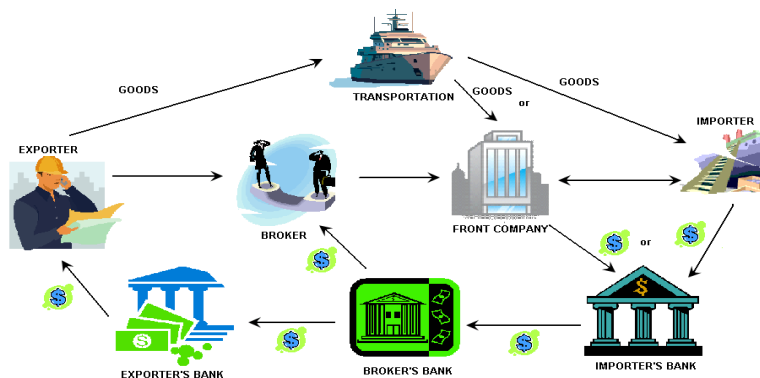 GOODS
GOODS
TRANSPORTATION
GOODS
or
EXPORTER
IMPORTER
BROKER
FRONT COMPANY
$
$
$
or
$
$
$
$
$
$
EXPORTER'S BANK
BROKER'S BANK
IMPORTER'S BANK